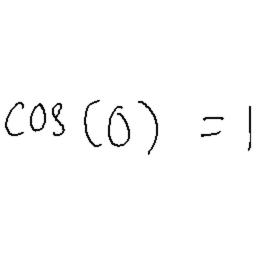 cos(0) = 1